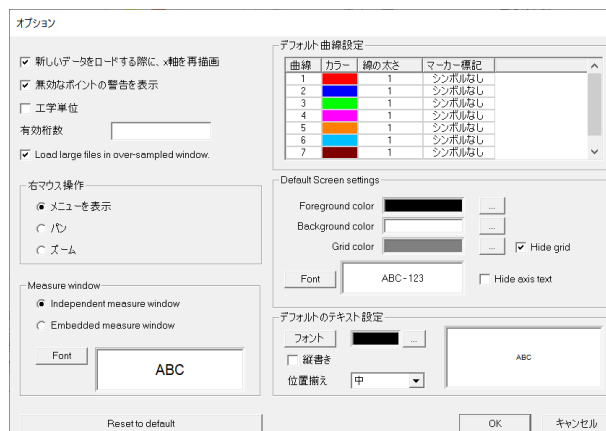 オプション
新しいデータをロードする際に、x軸を再描画
無効なポイントの警告を表示
工学単位
有効桁数
Load large files in over-sampled window.
右マウス操作
メニューを表示
パン
ズーム
Measure window
Independent measure window
Embedded measure window
Font
ABC
Reset to default
デフォルト曲線設定
曲線 カラー 線の太さ マーカー標記
1 1 シンボルなし
2 1 シンボルなし
3 1 シンボルなし
4 1 シンボルなし
5 1 シンボルなし
6 1 シンボルなし
7 1 シンボルなし
Default Screen settings
Foreground color ...
Background color ...
Grid color ... Hide grid
Font ABC-123 Hide axis text
デフォルトのテキスト設定
フォント ...
縦書き
位置揃え 中
ABC
OK キャンセル